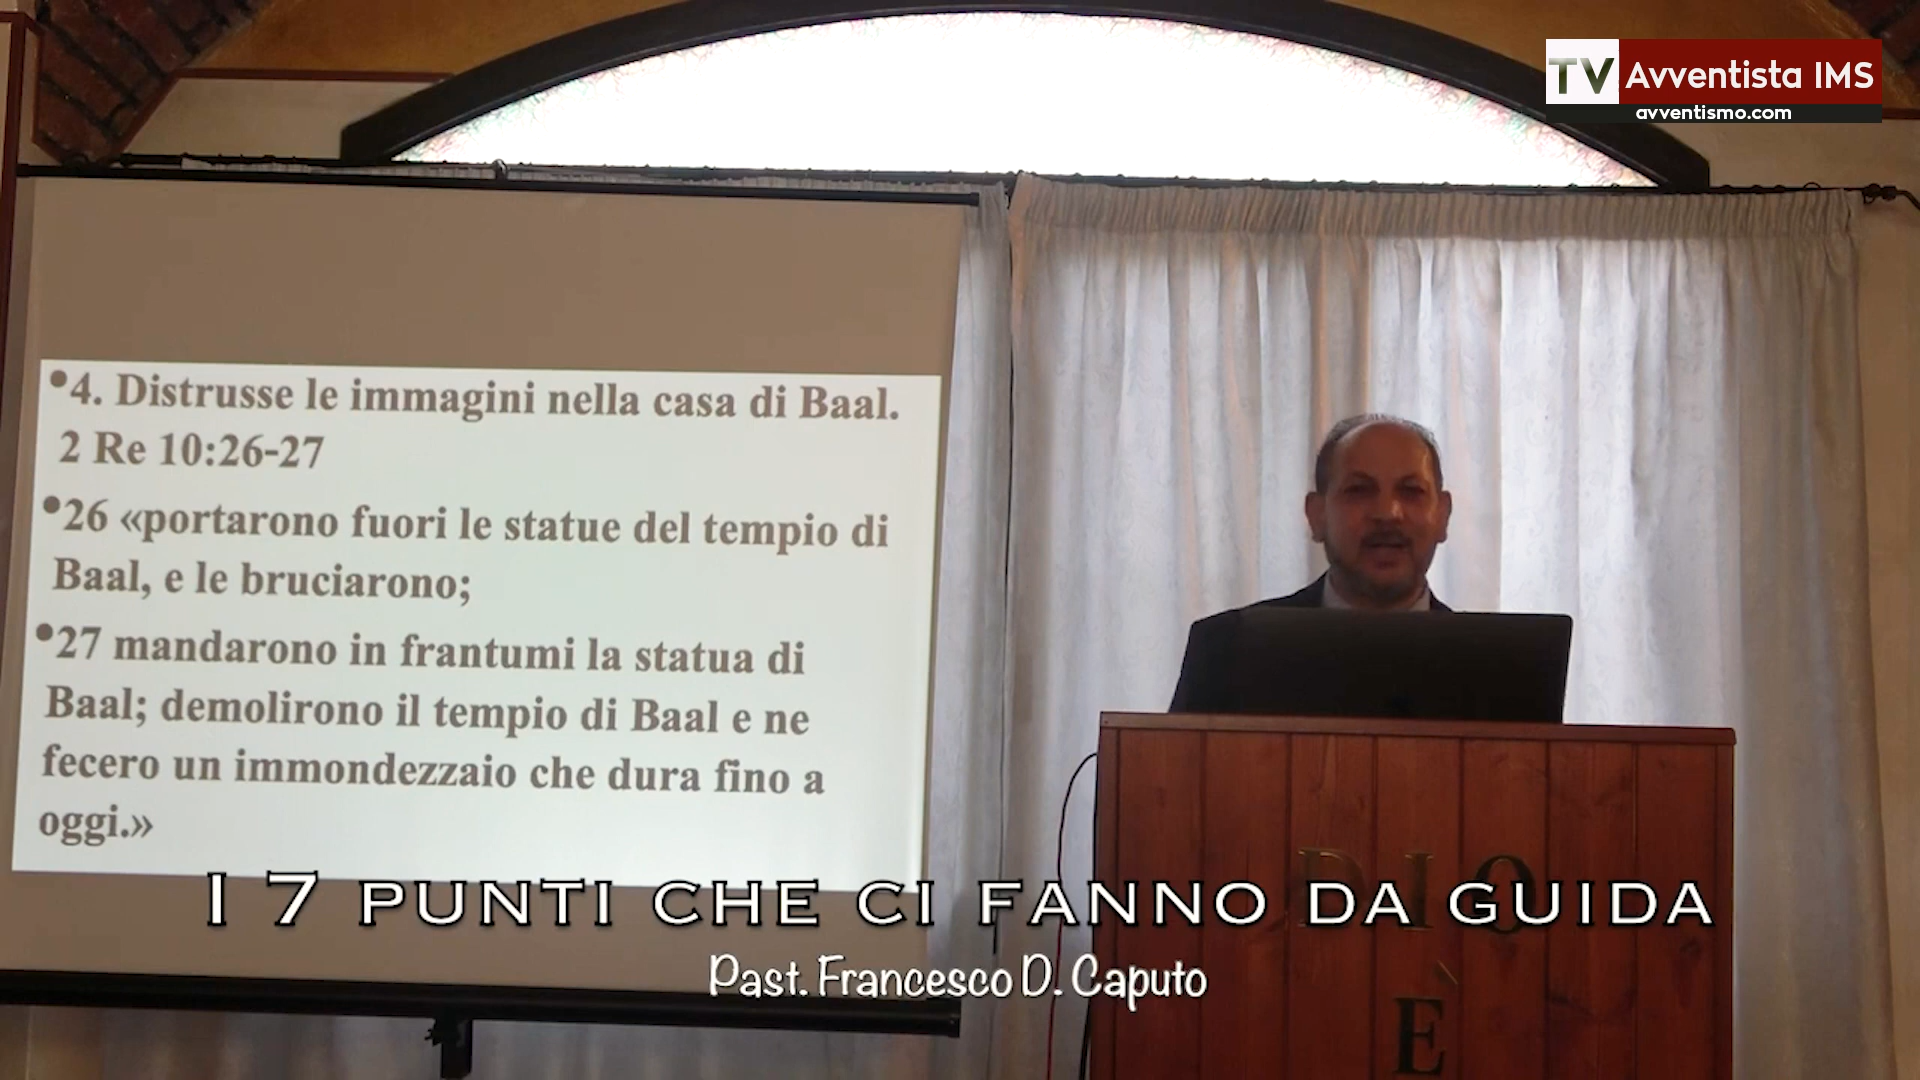 TV Avventista IMS
avventismo.com
•4. Distrusse le immagini nella casa di Baal.
2 Re 10:26-27
•26 «portarono fuori le statue del tempio di
Baal, e le bruciarono;
•27 mandarono in frantumi la statua di
Baal; demolirono il tempio di Baal e ne
fecero un immondezzaio che dura fino a
oggi.»
I 7 PUNTI CHE CI FANNO DA GUIDA
Past. Francesco D. Caputo
DIO
È